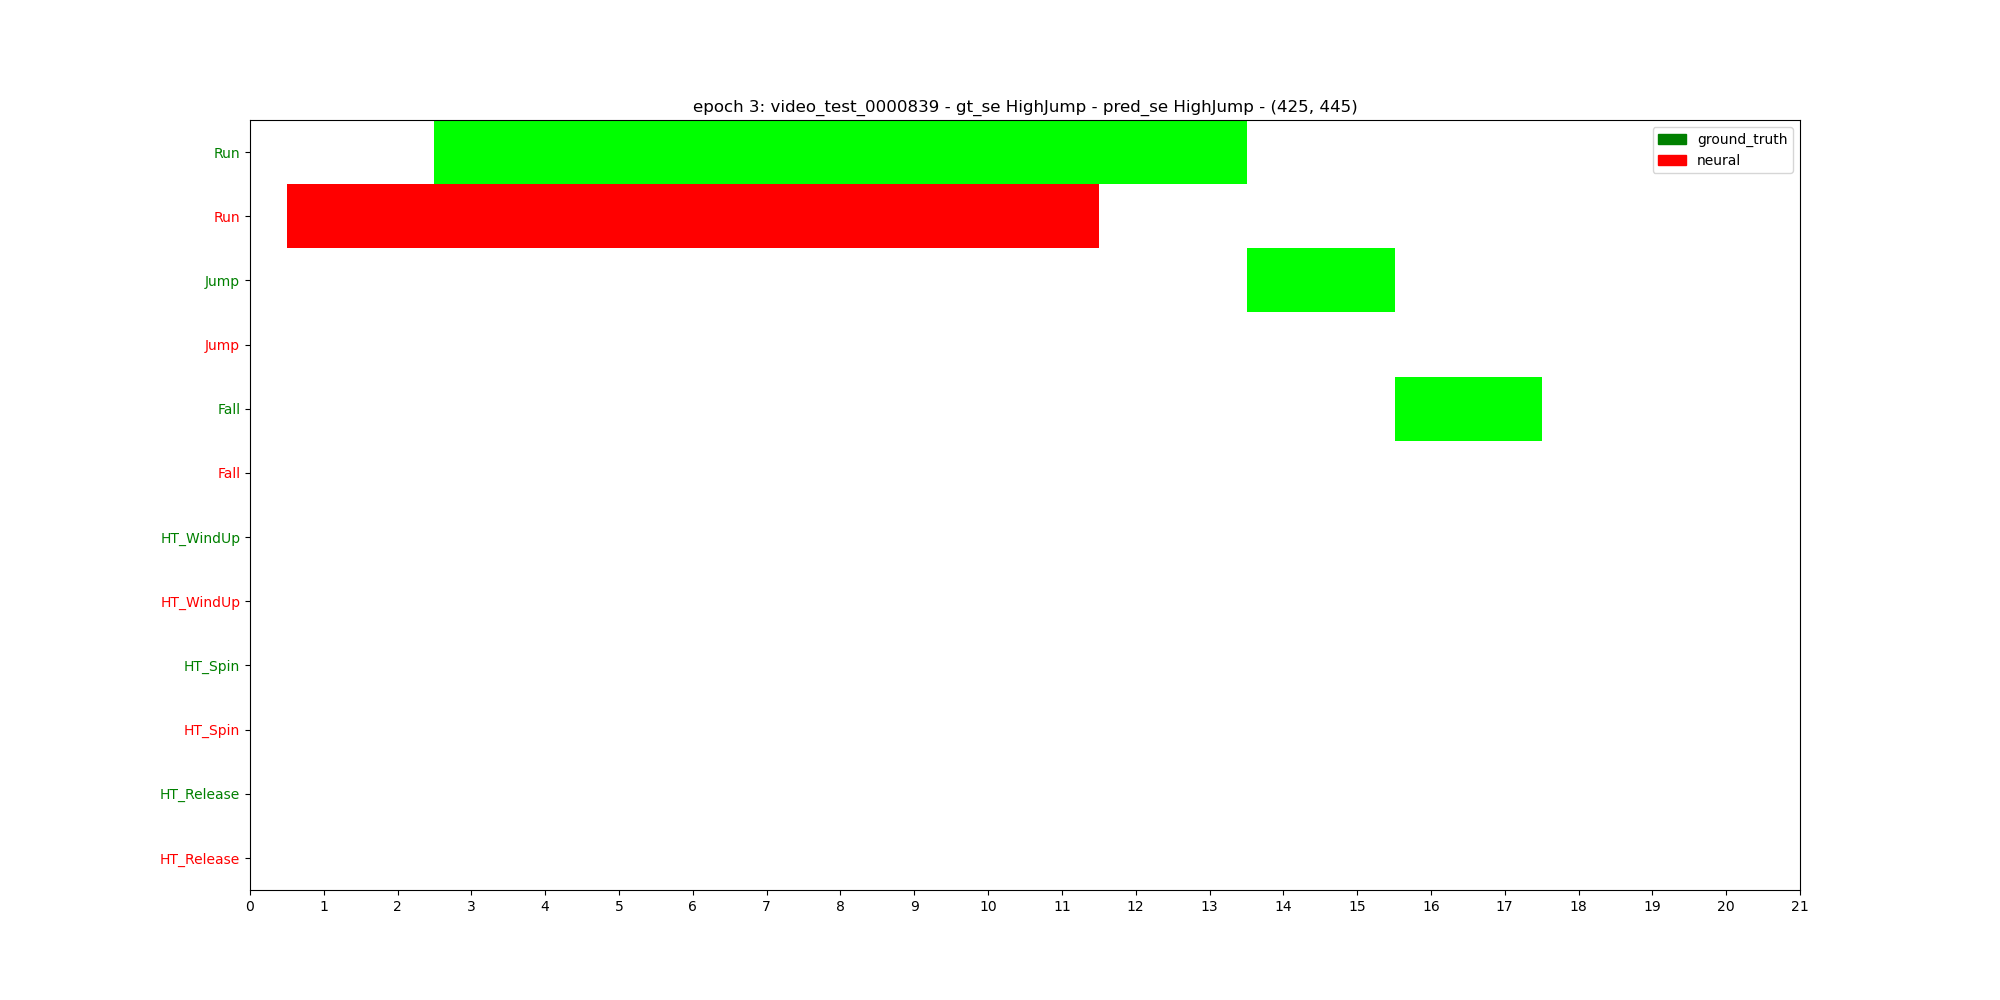 epoch 3: video_test_0000839 - gt_se HighJump - pred_se HighJump - (425, 445)
ground_truth
neural
Run
Run
Jump
Jump
Fall
Fall
HT_WindUp
HT_WindUp
HT_Spin
HT_Spin
HT_Release
HT_Release
0 1 2 3 4 5 6 7 8 9 10 11 12 13 14 15 16 17 18 19 20 21